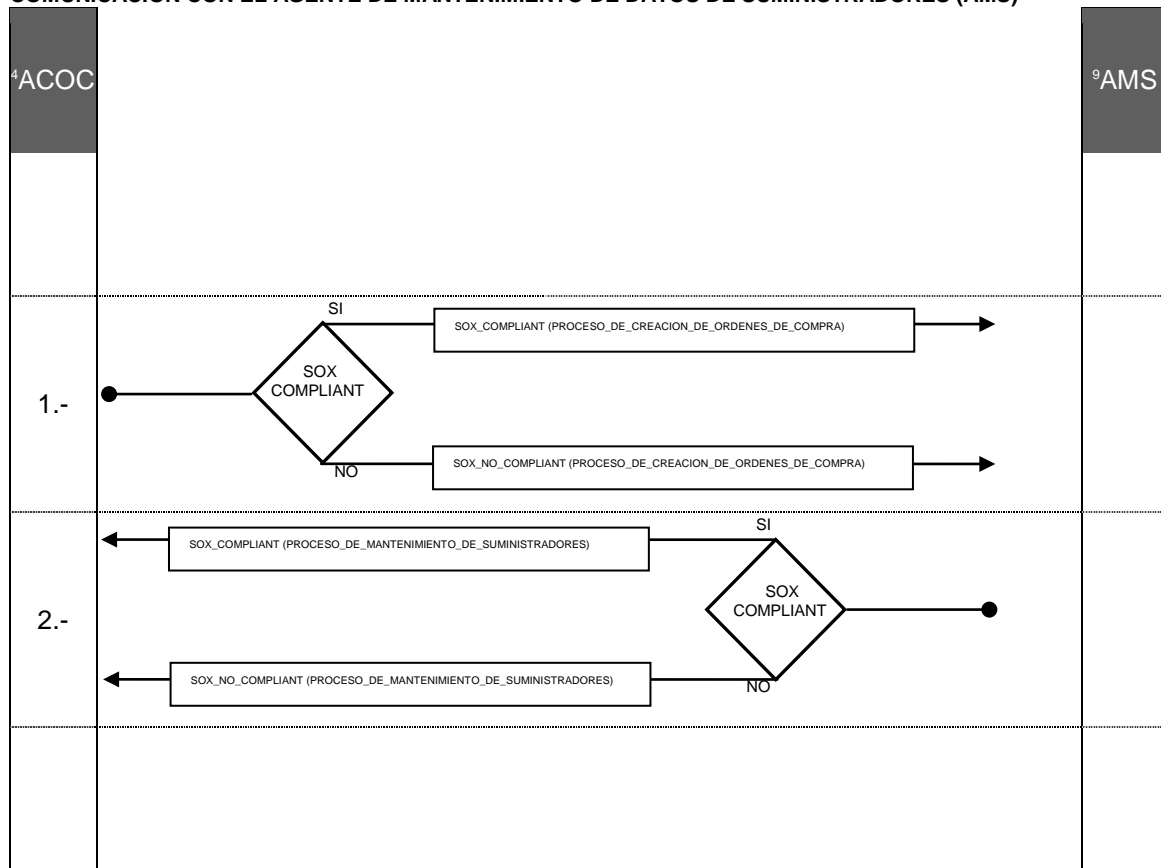 COMUNICACIÓN CON EL AGENTE DE MANTENIMIENTO DE DATOS DE SUMINISTRADORES (AMS)
4ACOC
9AMS
SI
SOX_COMPLIANT (PROCESO_DE_CREACION_DE_ORDENES_DE_COMPRA)
SOX
COMPLIANT
1.-
SOX_NO_COMPLIANT (PROCESO_DE_CREACION_DE_ORDENES_DE_COMPRA)
NO
SI
SOX_COMPLIANT (PROCESO_DE_MANTENIMIENTO_DE_SUMINISTRADORES)
SOX
COMPLIANT
2.-
SOX_NO_COMPLIANT (PROCESO_DE_MANTENIMIENTO_DE_SUMINISTRADORES)
NO